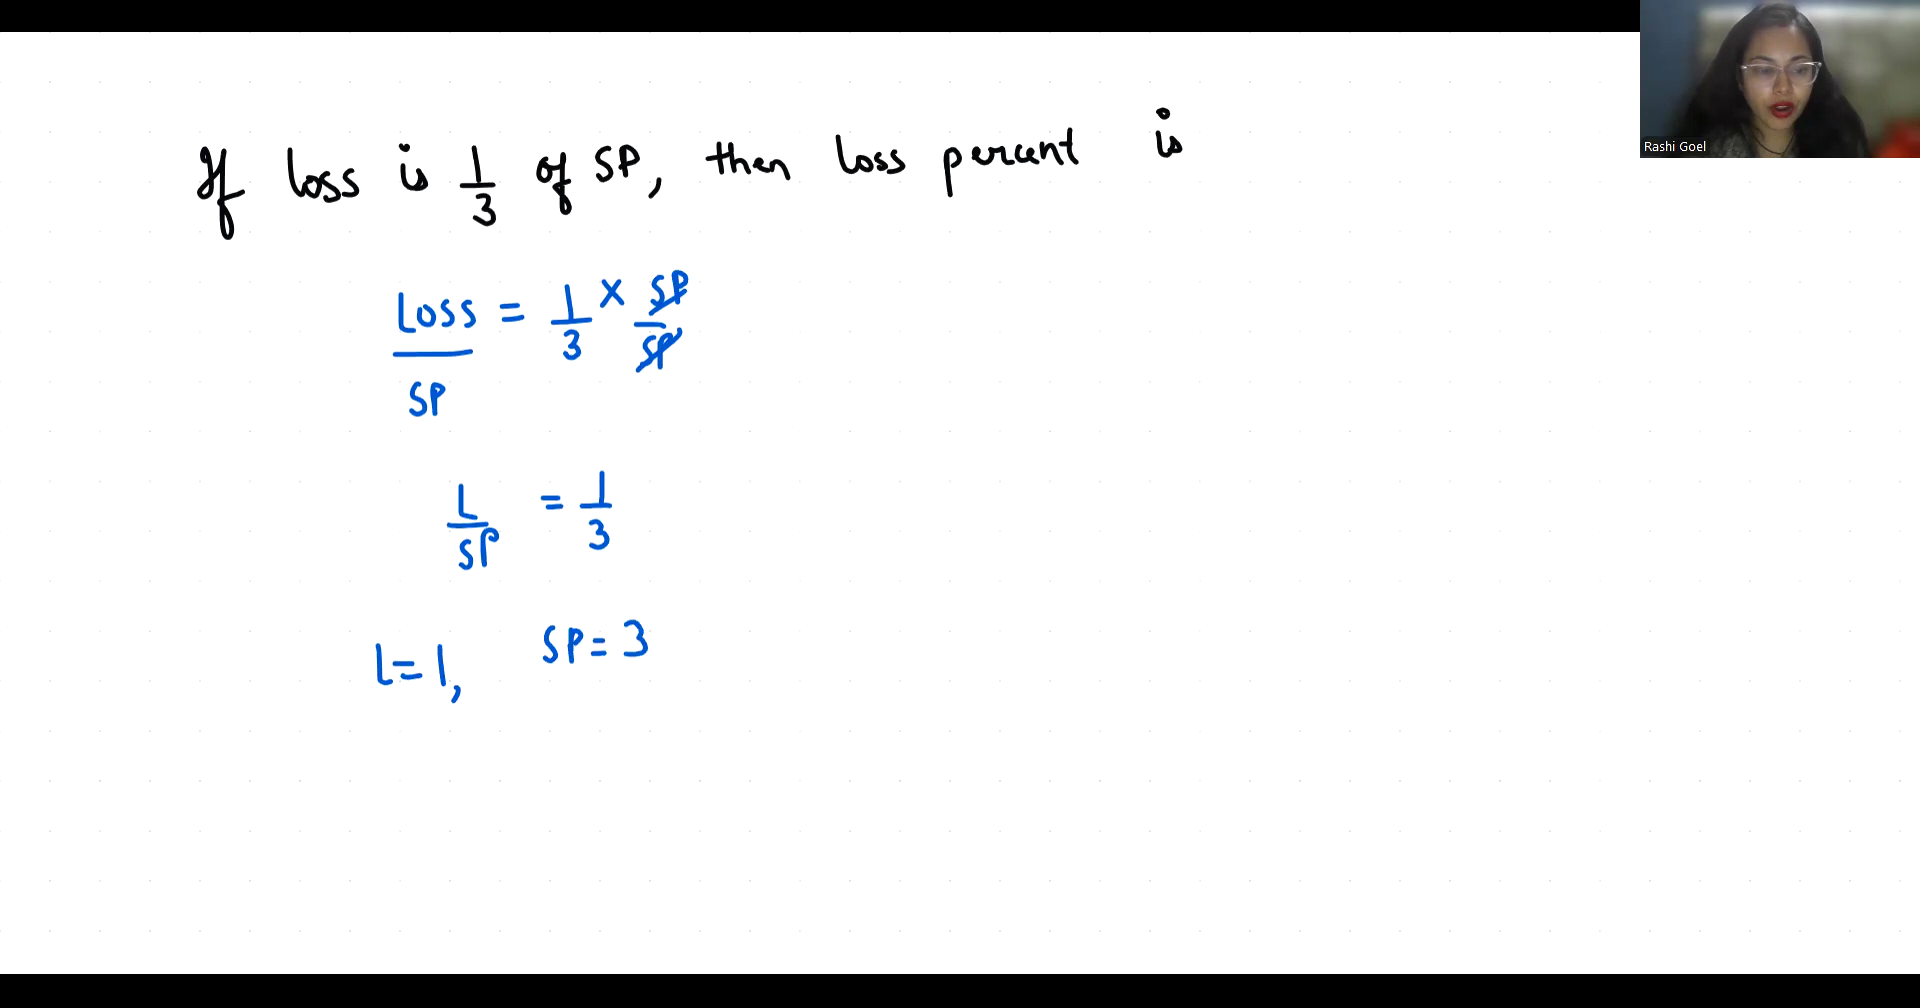 If loss is 1/3 of SP, then loss percent is
Loss/SP = 1/3 × SP/SP
L/SP = 1/3
L=1, SP=3
Rashi Goel